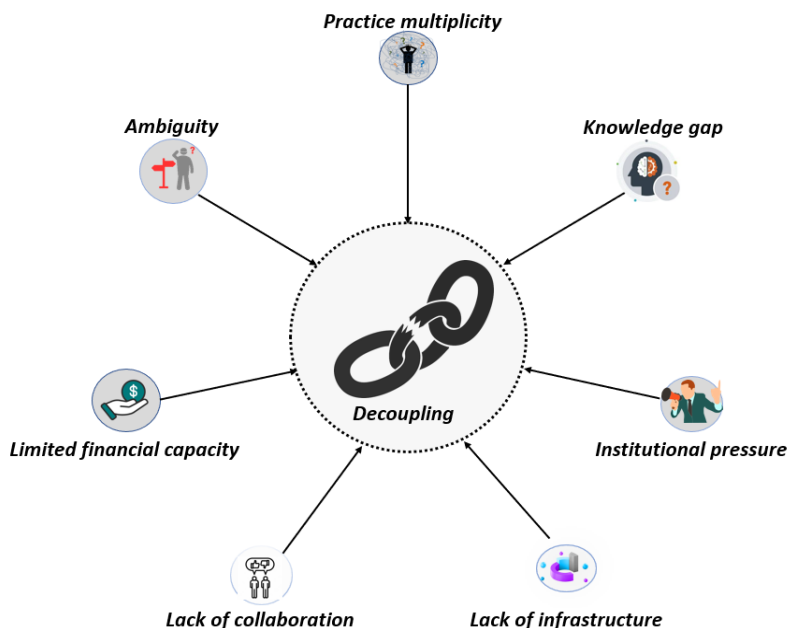 Practice multiplicity
Ambiguity
Knowledge gap
$
Decoupling
Limited financial capacity
Institutional pressure
Lack of collaboration
Lack of infrastructure